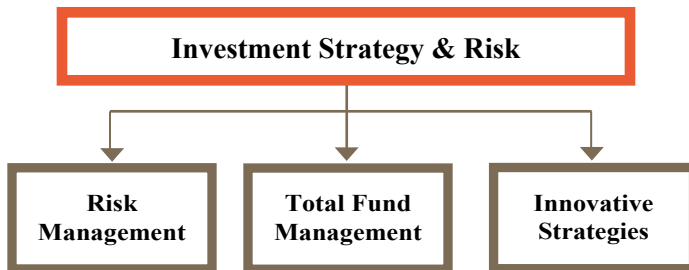 Investment Strategy & Risk
Risk
Management
Total Fund
Management
Innovative
Strategies